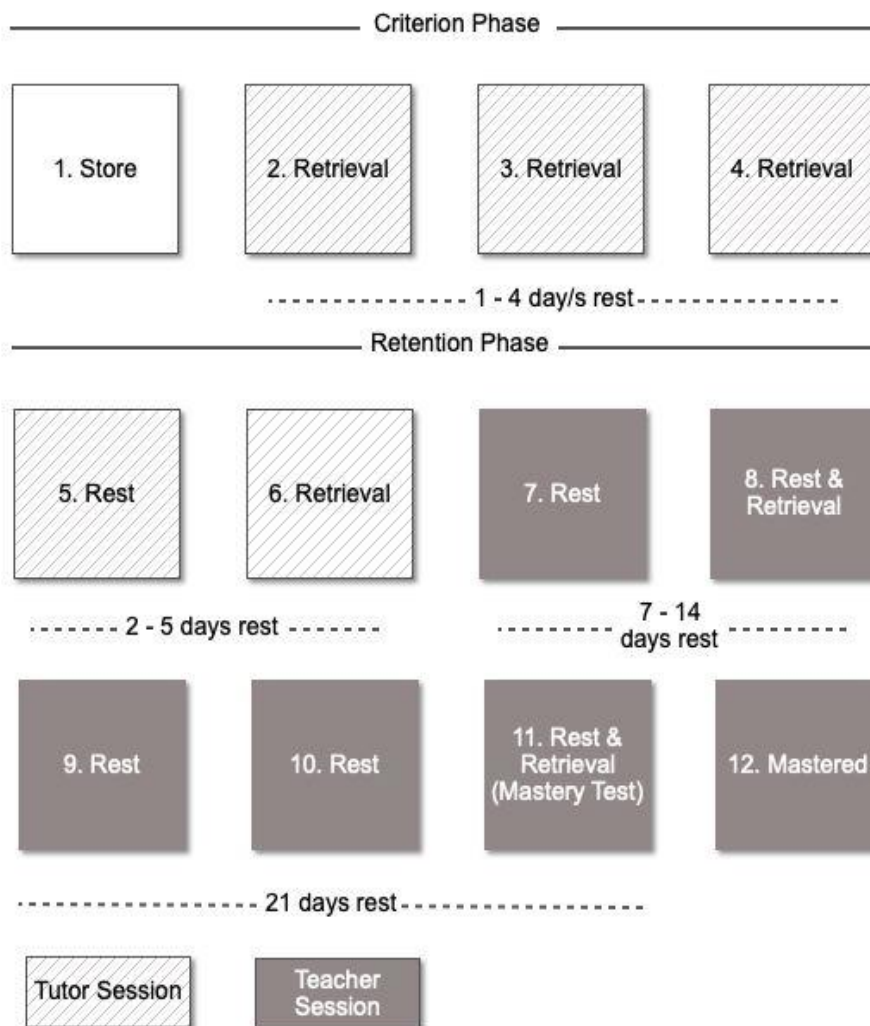 Criterion Phase
1. Store
2. Retrieval
3. Retrieval
4. Retrieval
1 - 4 day/s rest
Retention Phase
5. Rest
6. Retrieval
7. Rest
8. Rest &
Retrieval
2 - 5 days rest
7 - 14
days rest
9. Rest
10. Rest
11. Rest &
Retrieval
(Mastery Test)
12. Mastered
21 days rest
Tutor Session
Teacher
Session